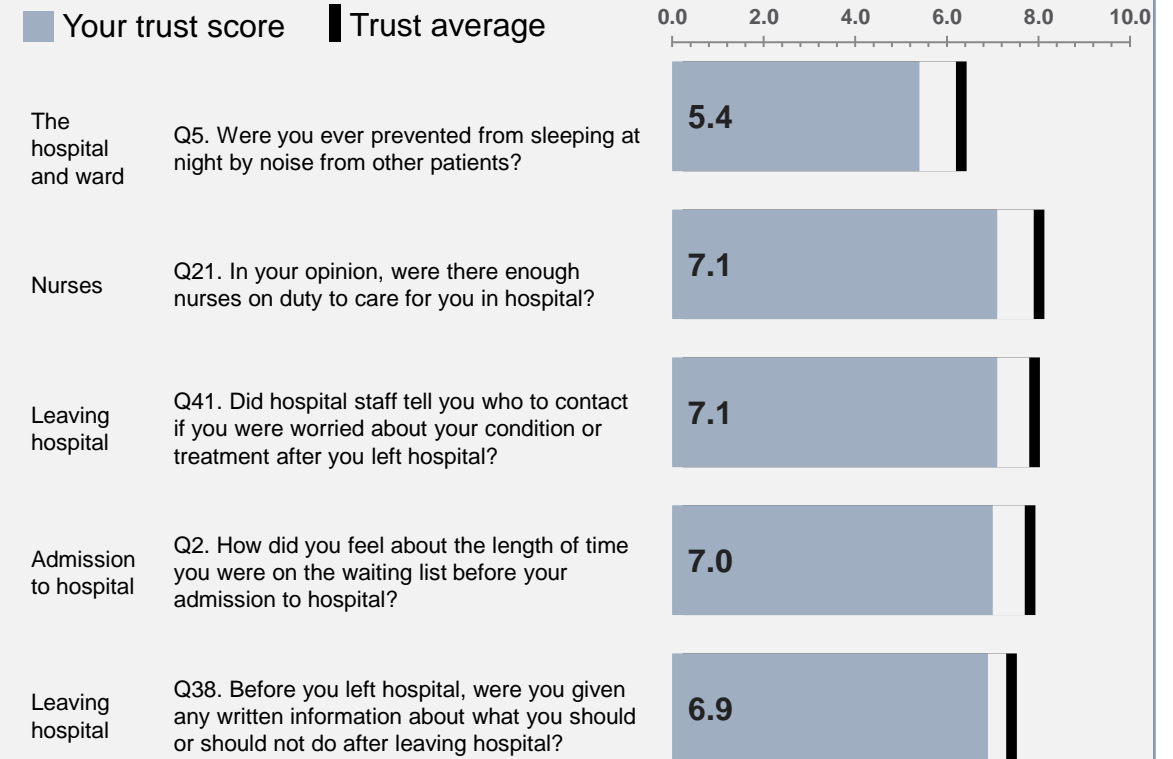 Your trust score Trust average
0.0 2.0 4.0 6.0 8.0 10.0
The
hospital
and ward
Q5. Were you ever prevented from sleeping at
night by noise from other patients?
5.4
Nurses
Q21. In your opinion, were there enough
nurses on duty to care for you in hospital?
7.1
Leaving
hospital
Q41. Did hospital staff tell you who to contact
if you were worried about your condition or
treatment after you left hospital?
7.1
Admission
to hospital
Q2. How did you feel about the length of time
you were on the waiting list before your
admission to hospital?
7.0
Leaving
hospital
Q38. Before you left hospital, were you given
any written information about what you should
or should not do after leaving hospital?
6.9